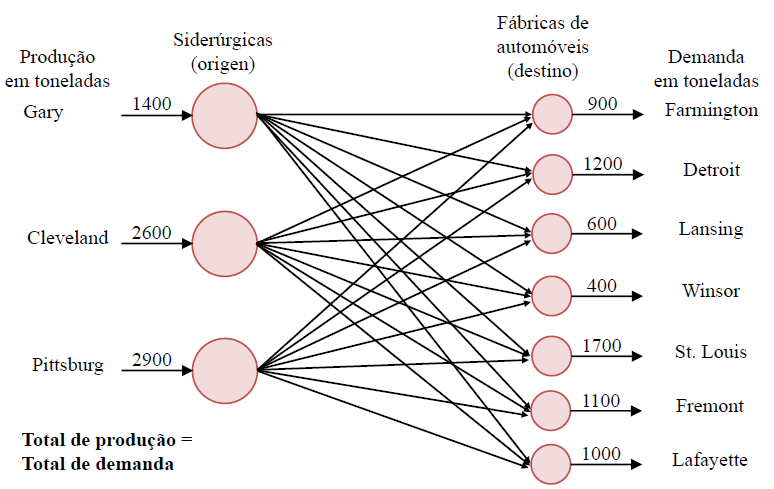 Produção
em toneladas
Siderúrgicas
(origen)
Fábricas de
automóveis
(destino)
Demanda
em toneladas
Gary
1400
900
Farmington
1200
Detroit
Cleveland
2600
600
Lansing
400
Winsor
Pittsburg
2900
1700
St. Louis
1100
Fremont
Total de produção =
Total de demanda
1000
Lafayette